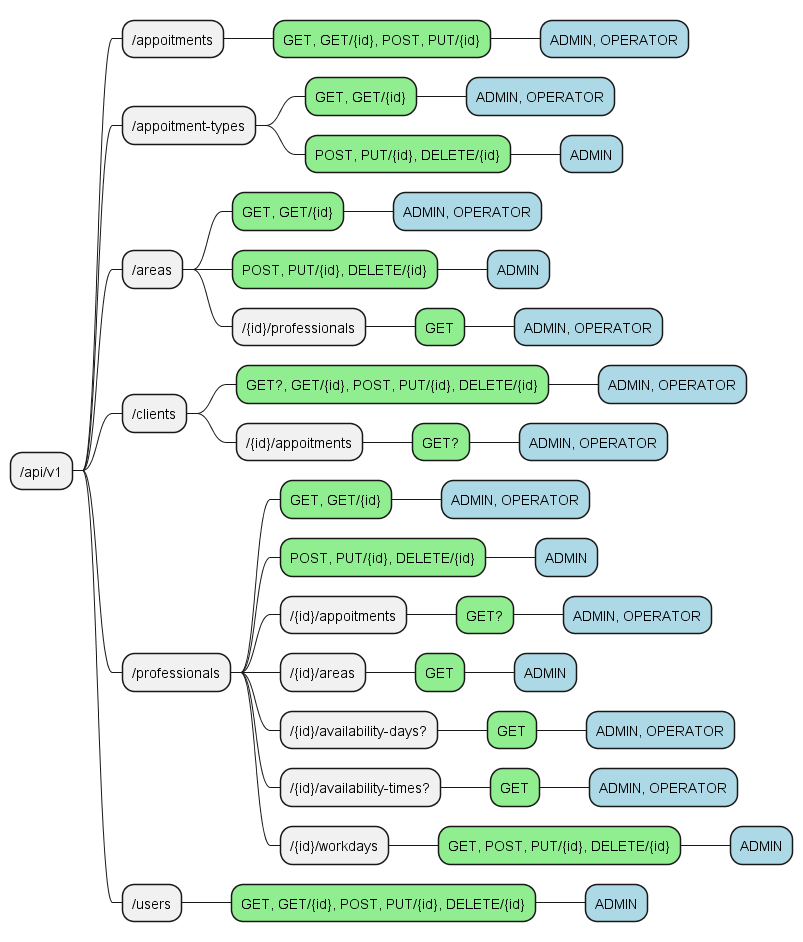 /appoitments
GET, GET/{id}, POST, PUT/{id}
ADMIN, OPERATOR
/appoitment-types
GET, GET/{id}
ADMIN, OPERATOR
POST, PUT/{id}, DELETE/{id}
ADMIN
/areas
GET, GET/{id}
ADMIN, OPERATOR
POST, PUT/{id}, DELETE/{id}
ADMIN
/{id}/professionals
GET
ADMIN, OPERATOR
/clients
GET?, GET/{id}, POST, PUT/{id}, DELETE/{id}
ADMIN, OPERATOR
/{id}/appoitments
GET?
ADMIN, OPERATOR
/api/v1
/professionals
GET, GET/{id}
ADMIN, OPERATOR
POST, PUT/{id}, DELETE/{id}
ADMIN
/{id}/appoitments
GET?
ADMIN, OPERATOR
/{id}/areas
GET
ADMIN
/{id}/availability-days?
GET
ADMIN, OPERATOR
/{id}/availability-times?
GET
ADMIN, OPERATOR
/{id}/workdays
GET, POST, PUT/{id}, DELETE/{id}
ADMIN
/users
GET, GET/{id}, POST, PUT/{id}, DELETE/{id}
ADMIN